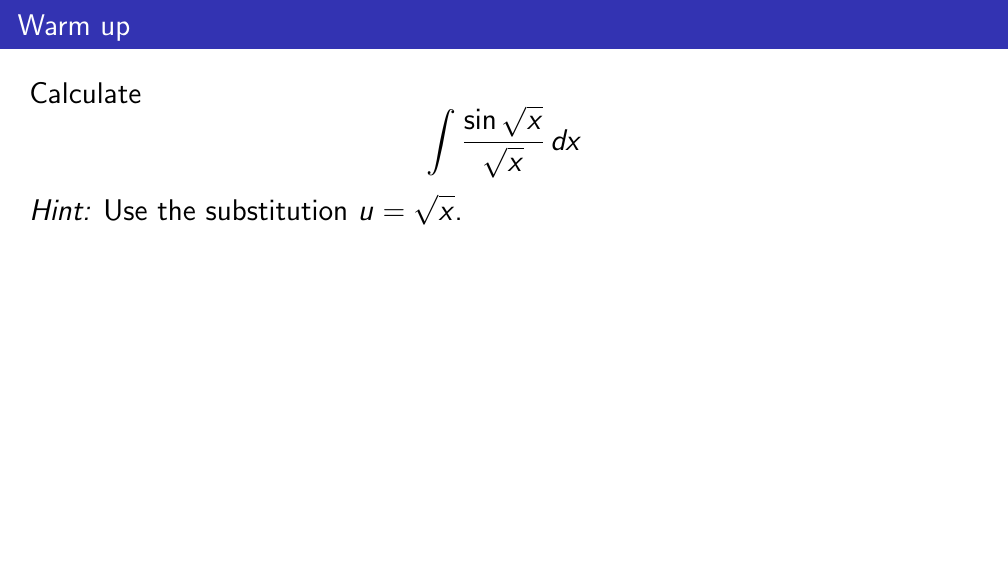 Warm up
Calculate
∫ sin √x / √x dx
Hint: Use the substitution u = √x.